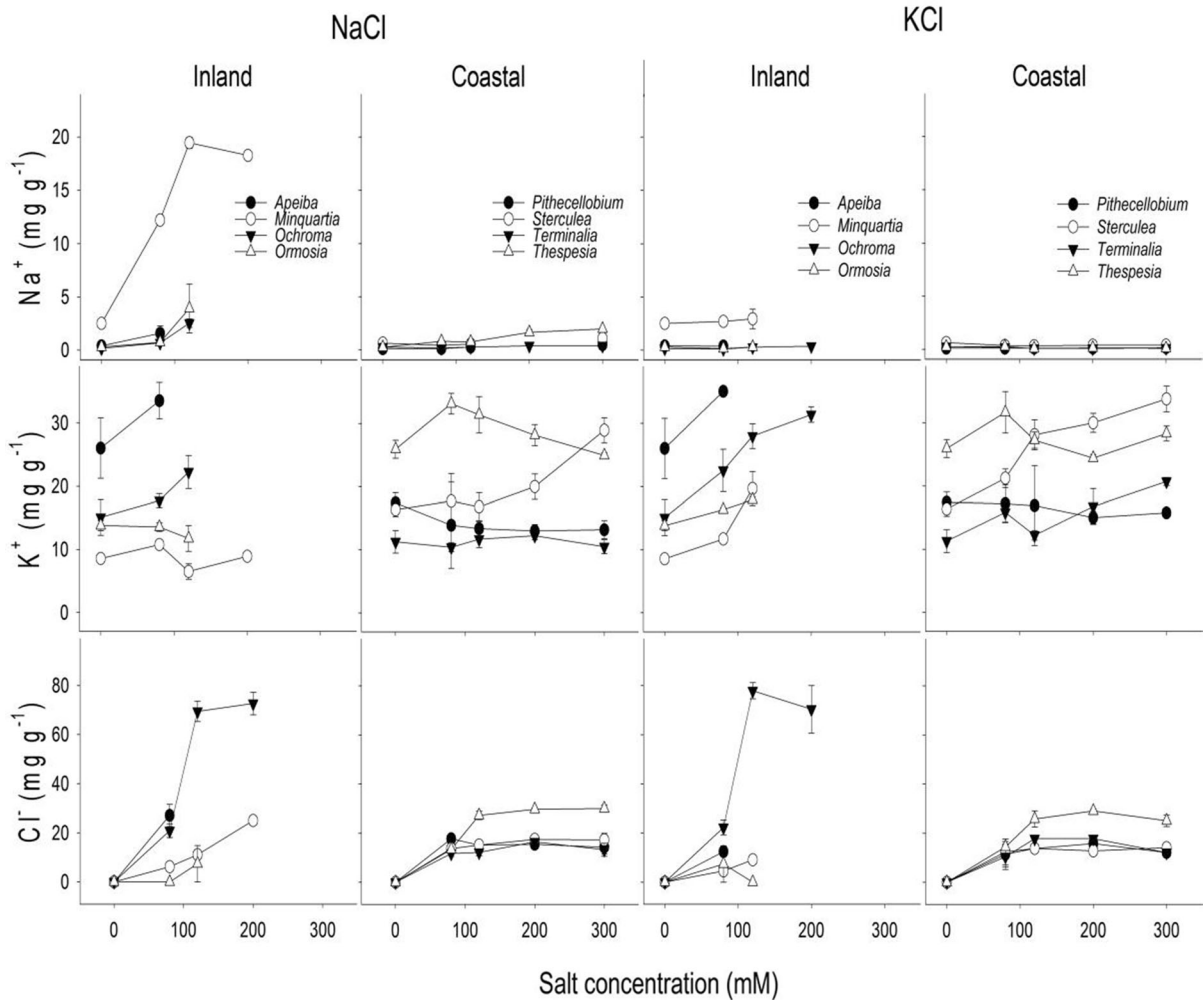 NaCl KCl
Inland Coastal Inland Coastal
Na⁺ (mg g⁻¹)
20
15
10
5
0
Apeiba
Minquartia
Ochroma
Ormosia
Pithecellobium
Sterculea
Terminalia
Thespesia
Apeiba
Minquartia
Ochroma
Ormosia
Pithecellobium
Sterculea
Terminalia
Thespesia
K⁺ (mg g⁻¹)
30
20
10
0
Cl⁻ (mg g⁻¹)
80
60
40
20
0
0 100 200 300 0 100 200 300 0 100 200 300 0 100 200 300
Salt concentration (mM)